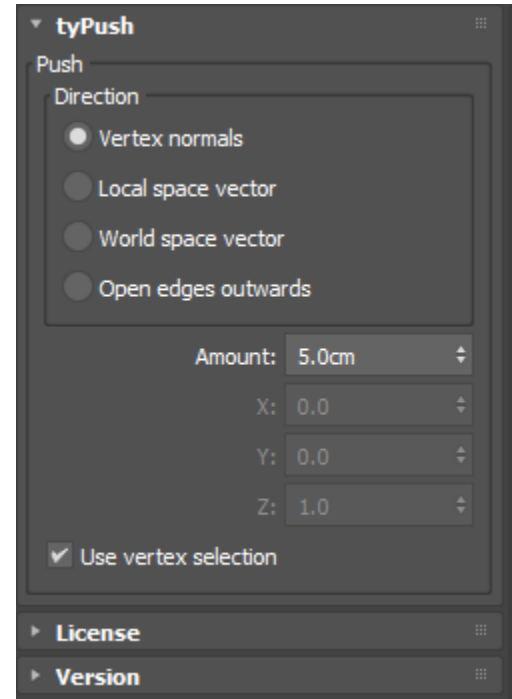 tyPush
Push
Direction
Vertex normals
Local space vector
World space vector
Open edges outwards
Amount: 5.0cm
X: 0.0
Y: 0.0
Z: 1.0
Use vertex selection
License
Version